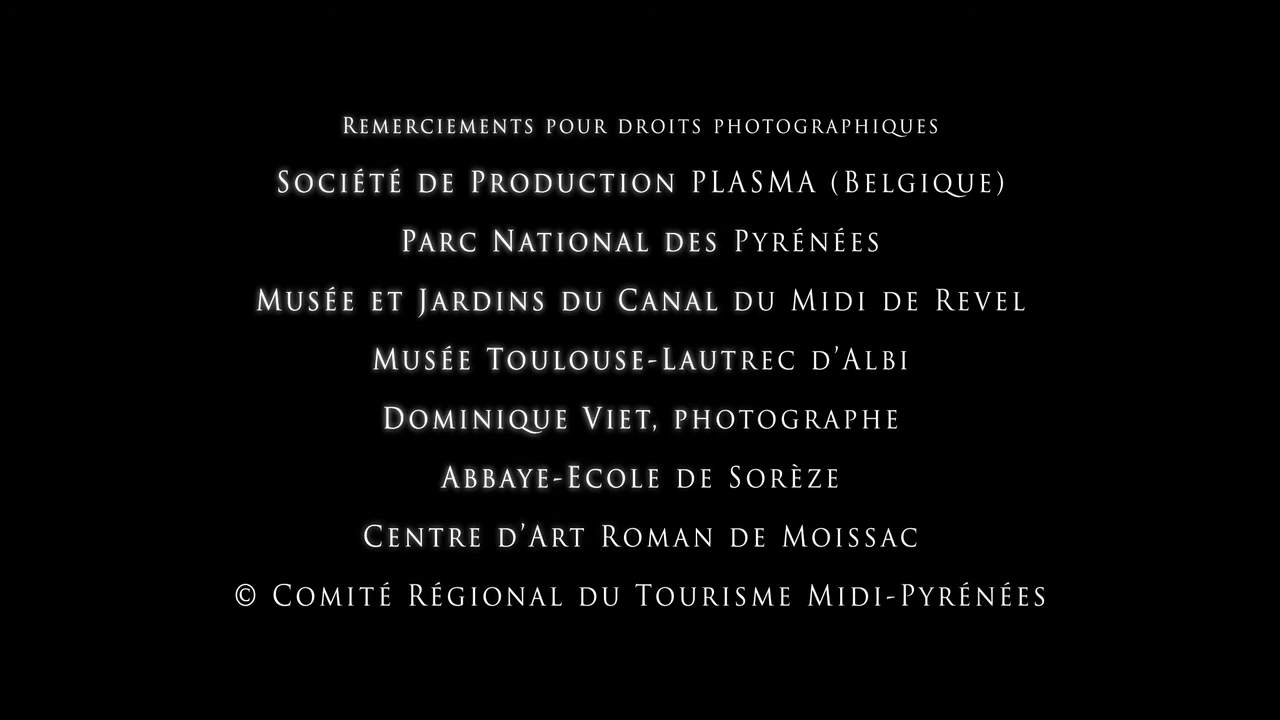 Remerciements pour droits photographiques
Société de Production PLASMA (Belgique)
Parc National des Pyrénées
Musée et Jardins du Canal du Midi de Revel
Musée Toulouse-Lautrec d’Albi
Dominique Viet, photographe
Abbaye-Ecole de Sorèze
Centre d’Art Roman de Moissac
© Comité Régional du Tourisme Midi-Pyrénées